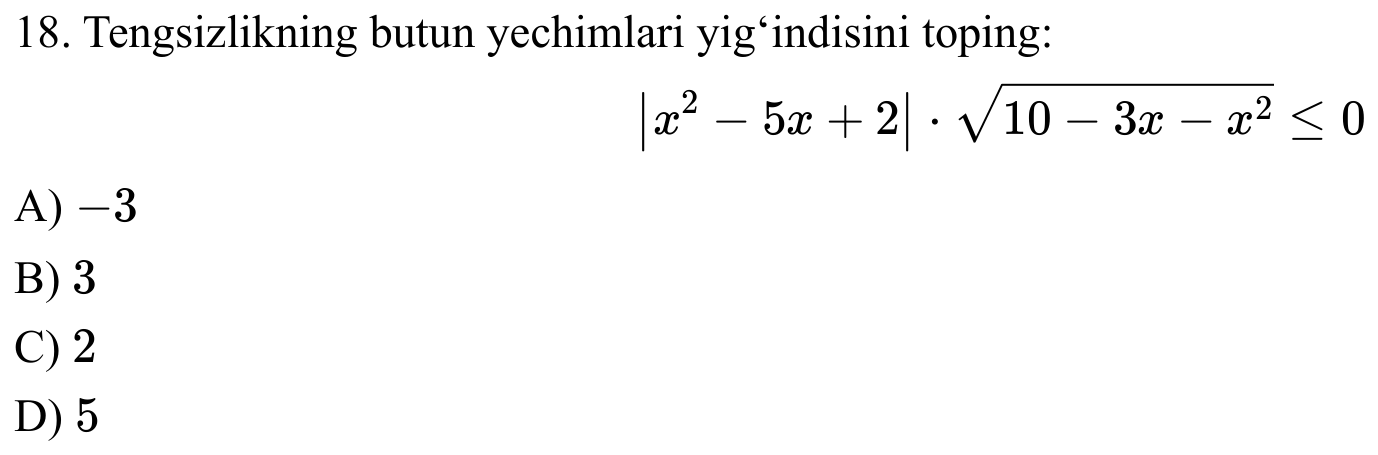 18. Tengsizlikning butun yechimlari yig‘indisini toping:
|x² − 5x + 2| · √(10 − 3x − x²) ≤ 0
A) −3
B) 3
C) 2
D) 5